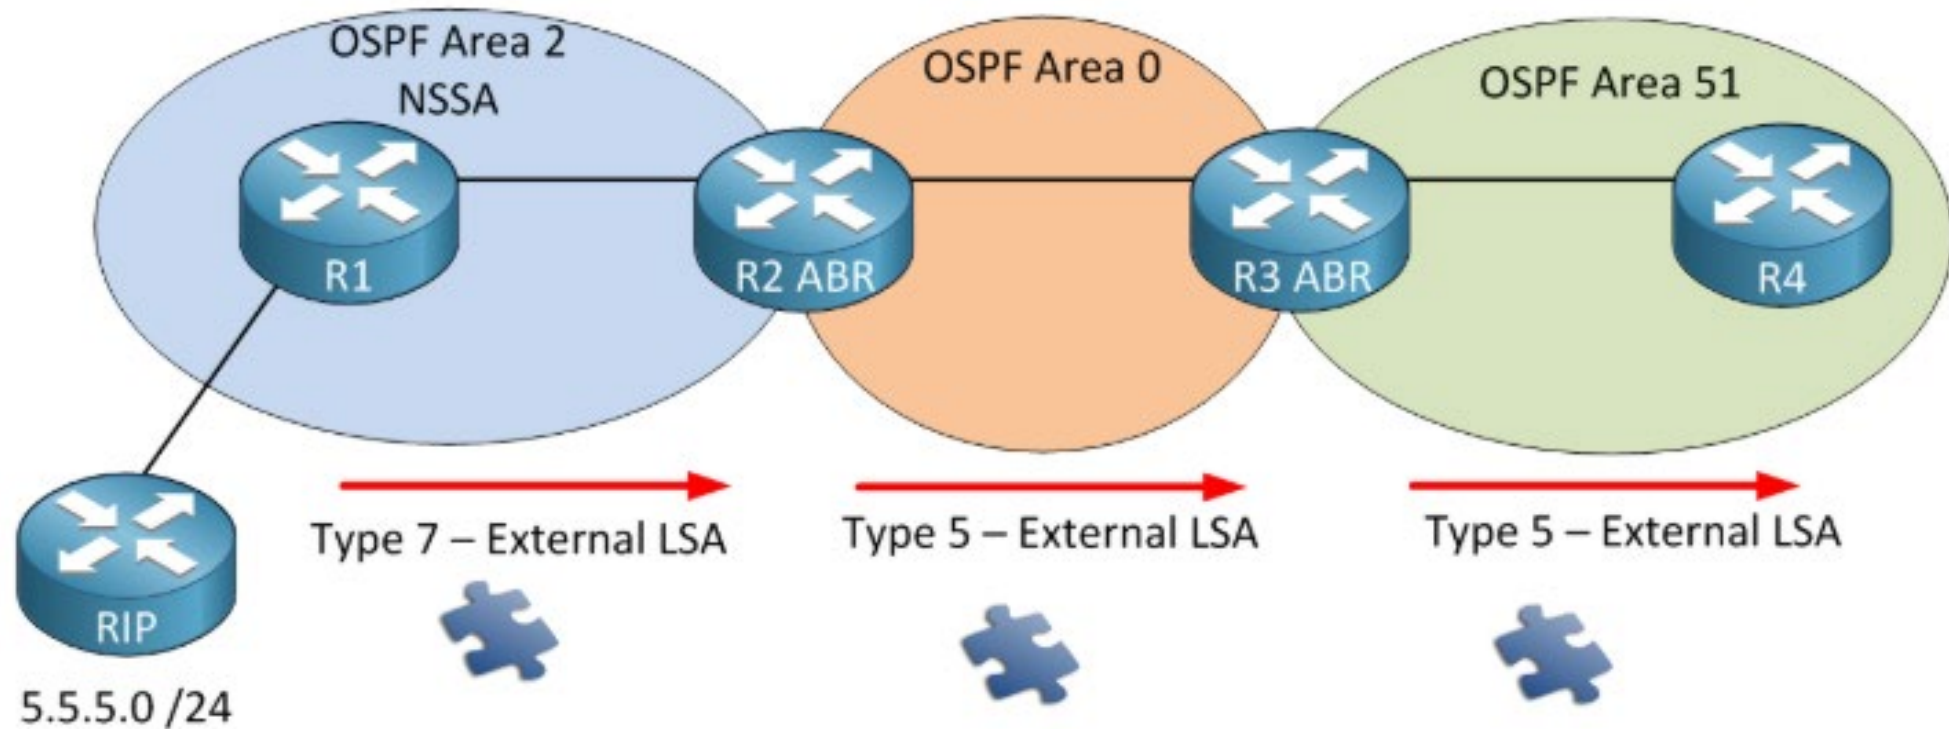 OSPF Area 2
NSSA
OSPF Area 0
OSPF Area 51
R1
R2 ABR
R3 ABR
R4
Type 7 – External LSA
Type 5 – External LSA
Type 5 – External LSA
RIP
5.5.5.0 /24